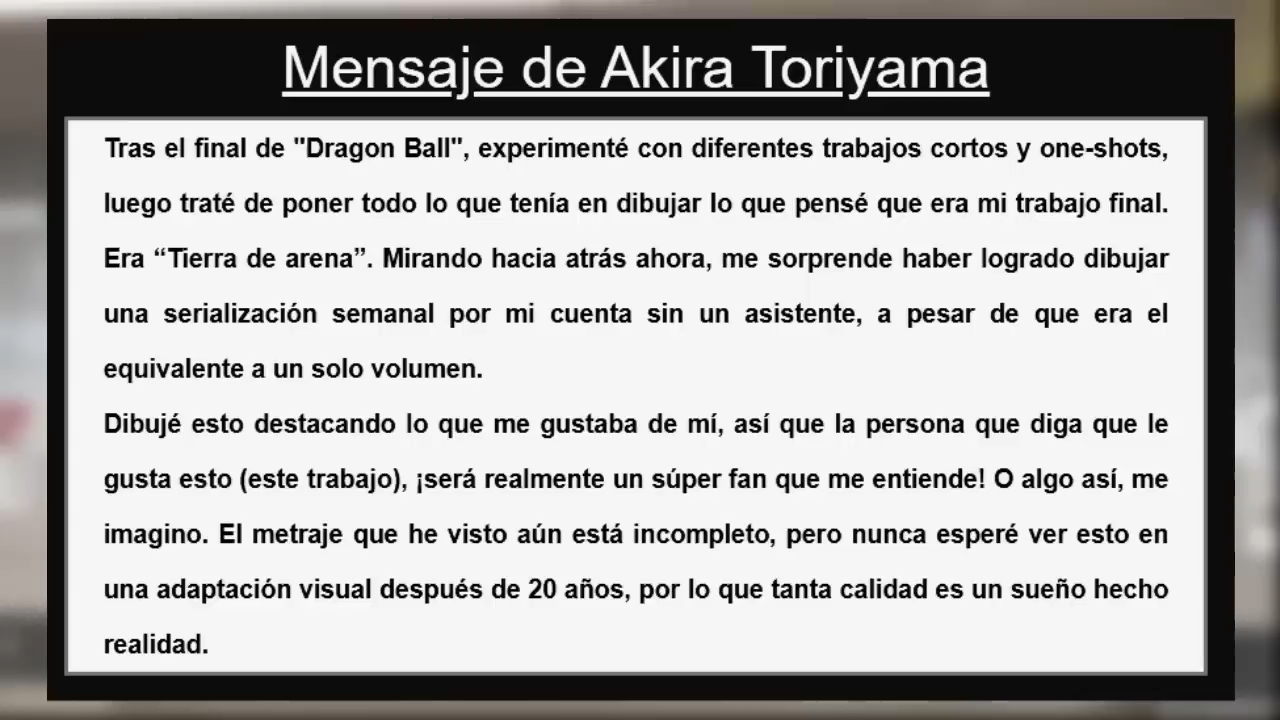 Mensaje de Akira Toriyama
Tras el final de "Dragon Ball", experimenté con diferentes trabajos cortos y one-shots,
luego traté de poner todo lo que tenía en dibujar lo que pensé que era mi trabajo final.
Era “Tierra de arena”. Mirando hacia atrás ahora, me sorprende haber logrado dibujar
una serialización semanal por mi cuenta sin un asistente, a pesar de que era el
equivalente a un solo volumen.
Dibujé esto destacando lo que me gustaba de mí, así que la persona que diga que le
gusta esto (este trabajo), ¡será realmente un súper fan que me entiende! O algo así, me
imagino. El metraje que he visto aún está incompleto, pero nunca esperé ver esto en
una adaptación visual después de 20 años, por lo que tanta calidad es un sueño hecho
realidad.